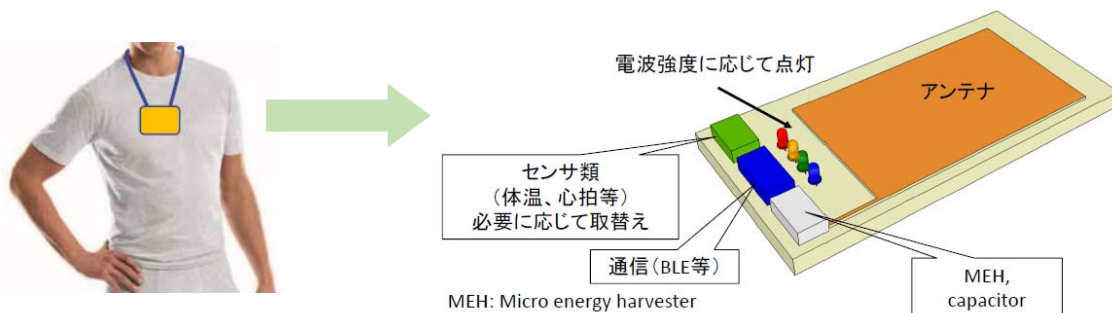 電波強度に応じて点灯
アンテナ
センサ類
(体温、心拍等)
必要に応じて取替え
通信(BLE等)
MEH,
capacitor
MEH: Micro energy harvester